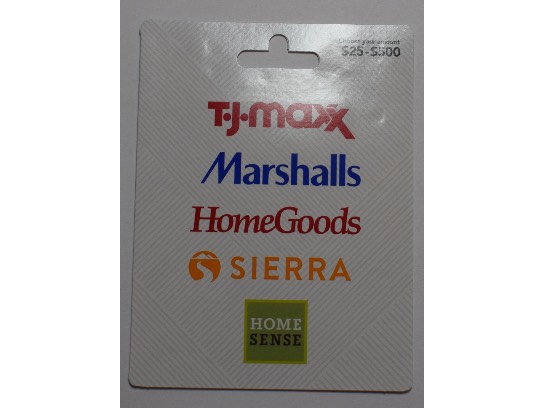 Choose your amount
$25-$500
T·J·maxx
Marshalls
HomeGoods
SIERRA
HOME
SENSE